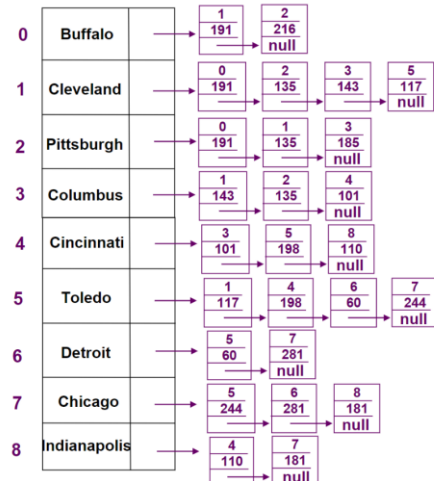 0 Buffalo 1 191 2 216 null
1 Cleveland 0 191 2 135 3 143 5 117 null
2 Pittsburgh 0 191 1 135 3 185 null
3 Columbus 1 143 2 135 4 101 null
4 Cincinnati 3 101 5 198 8 110 null
5 Toledo 1 117 4 198 6 60 7 244 null
6 Detroit 5 60 7 281 null
7 Chicago 5 244 6 281 8 181 null
8 Indianapolis 4 110 7 181 null